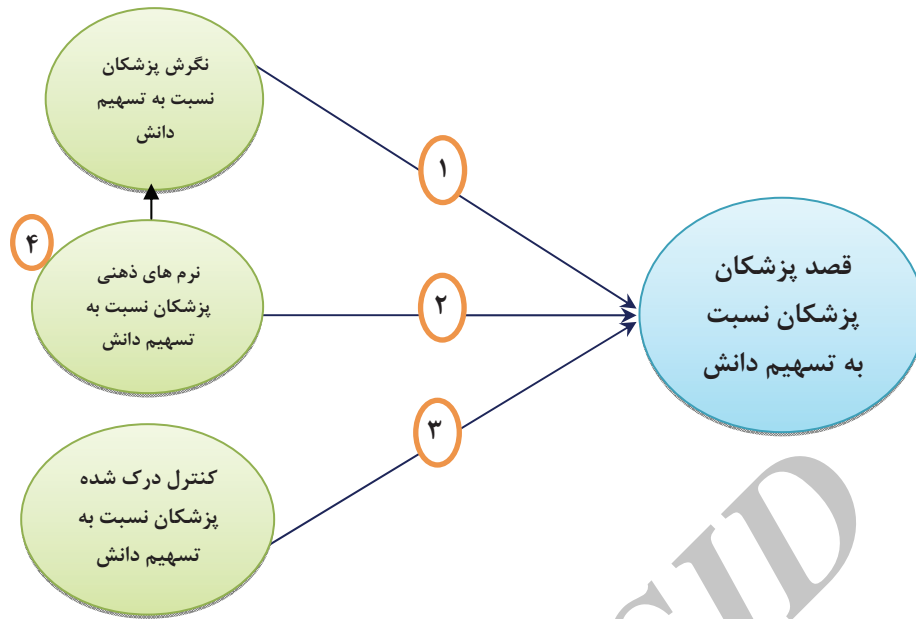 نگرش پزشکان
نسبت به تسهیم
دانش
۱
۴
نرم های ذهنی
پزشکان نسبت به
تسهیم دانش
۲
قصد پزشکان
پزشکان نسبت
به تسهیم دانش
۳
کنترل درک شده
پزشکان نسبت به
تسهیم دانش
SID